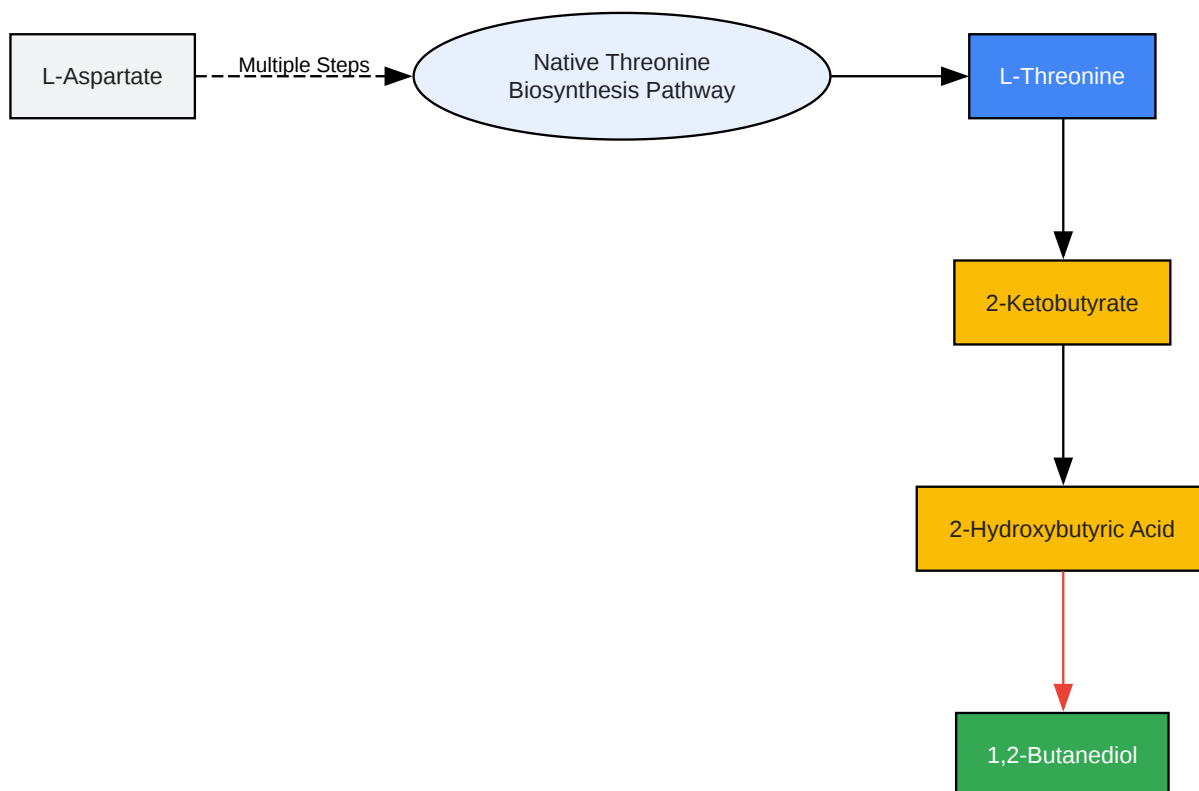 L-Aspartate
Multiple Steps
Native Threonine
Biosynthesis Pathway
L-Threonine
2-Ketobutyrate
2-Hydroxybutyric Acid
1,2-Butanediol